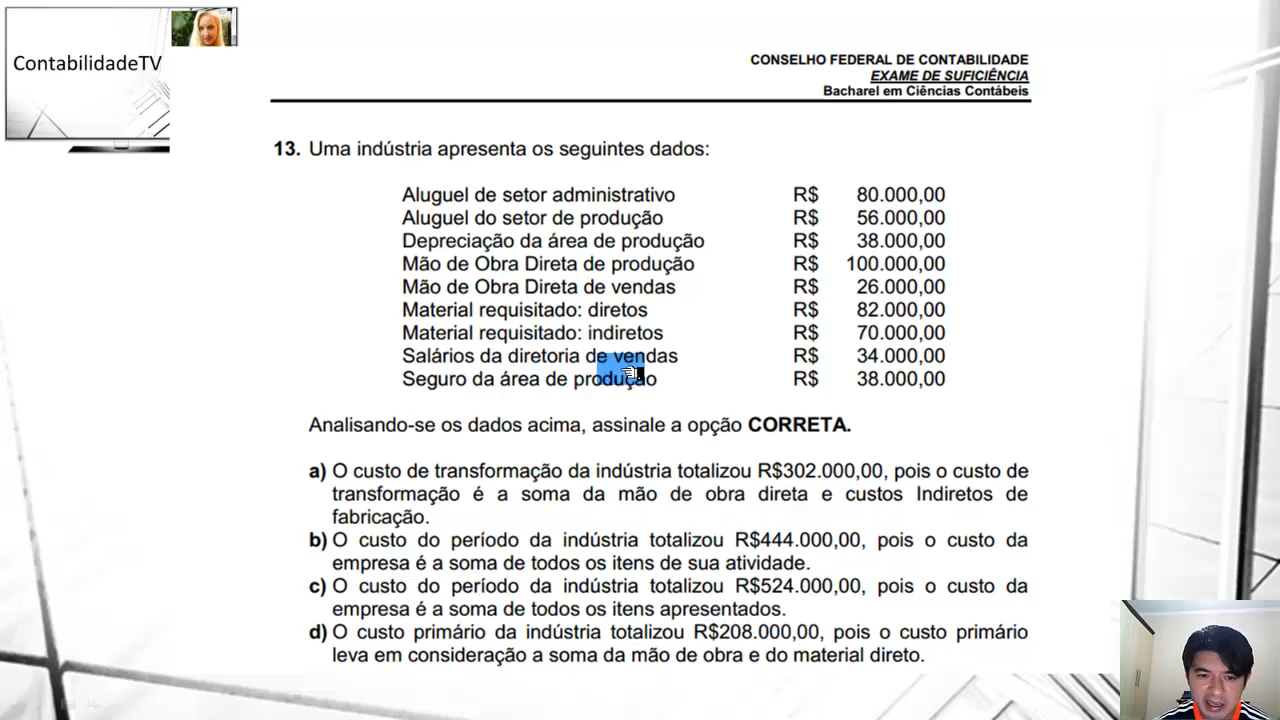 ContabilidadeTV
CONSELHO FEDERAL DE CONTABILIDADE
EXAME DE SUFICIÊNCIA
Bacharel em Ciências Contábeis
13. Uma indústria apresenta os seguintes dados:
Aluguel de setor administrativo R$ 80.000,00
Aluguel do setor de produção R$ 56.000,00
Depreciação da área de produção R$ 38.000,00
Mão de Obra Direta de produção R$ 100.000,00
Mão de Obra Direta de vendas R$ 26.000,00
Material requisitado: diretos R$ 82.000,00
Material requisitado: indiretos R$ 70.000,00
Salários da diretoria de vendas R$ 34.000,00
Seguro da área de produção R$ 38.000,00
Analisando-se os dados acima, assinale a opção CORRETA.
a) O custo de transformação da indústria totalizou R$302.000,00, pois o custo de
transformação é a soma da mão de obra direta e custos Indiretos de
fabricação.
b) O custo do período da indústria totalizou R$444.000,00, pois o custo da
empresa é a soma de todos os itens de sua atividade.
c) O custo do período da indústria totalizou R$524.000,00, pois o custo da
empresa é a soma de todos os itens apresentados.
d) O custo primário da indústria totalizou R$208.000,00, pois o custo primário
leva em consideração a soma da mão de obra e do material direto.